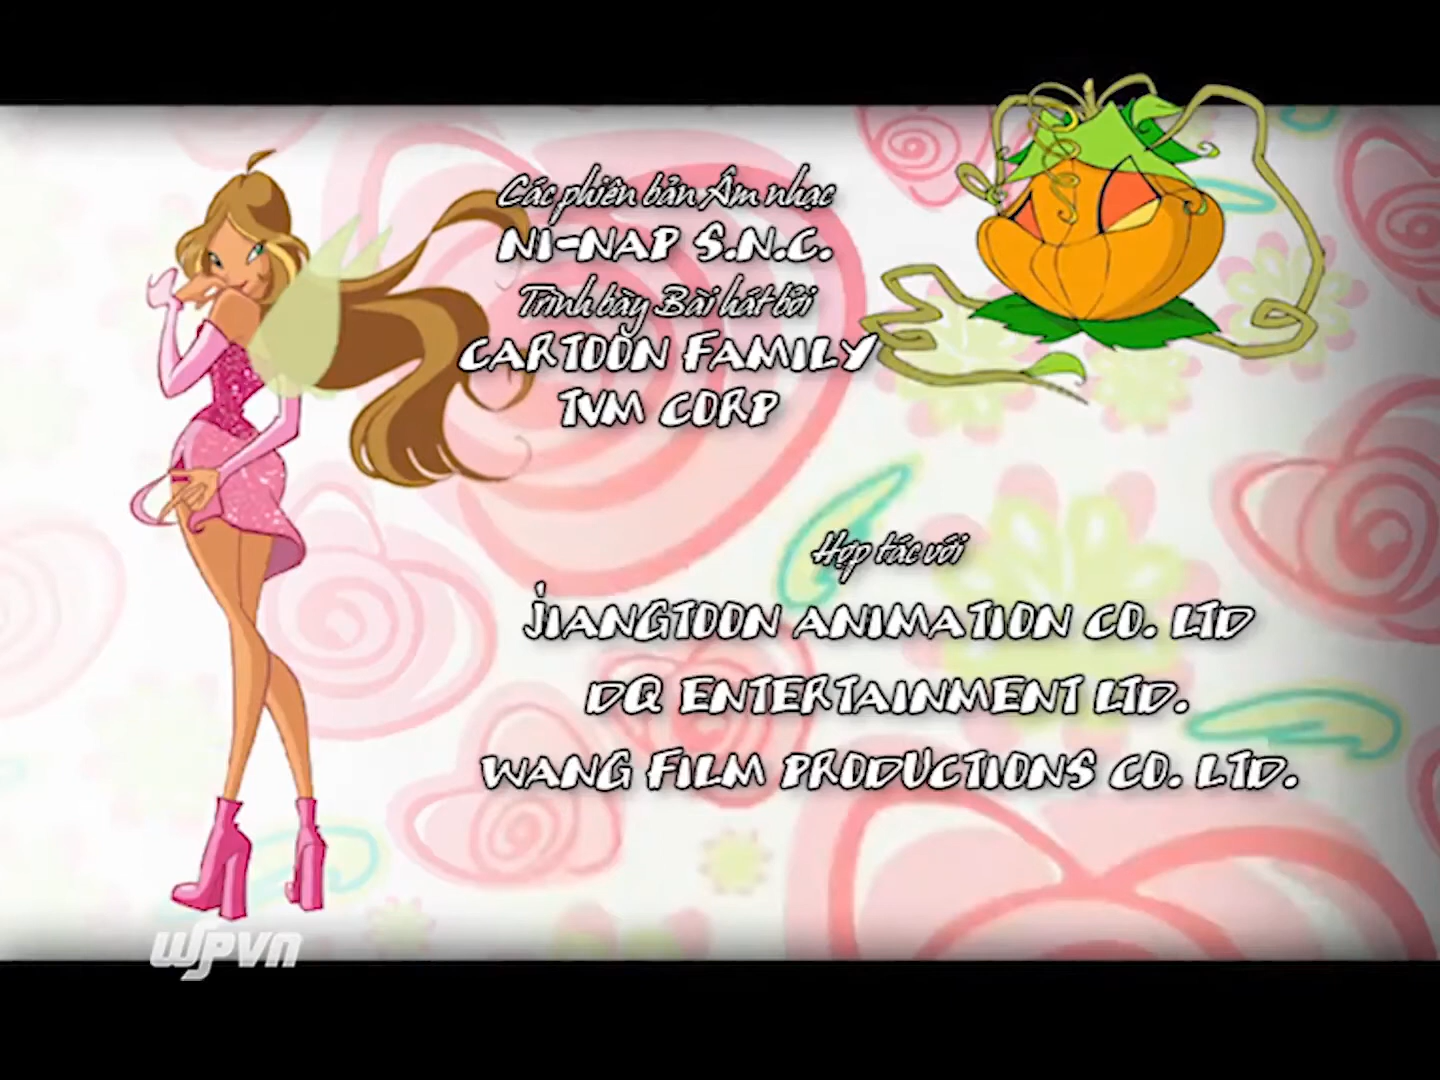 Các phiên bản Âm nhạc
NI-NAP S.N.C.
Trình bày Bài hát bởi
CARTOON FAMILY
TVM CORP
Hợp tác với
JIANGTOON ANIMATION CO. LTD
DQ ENTERTAINMENT LTD.
WANG FILM PRODUCTIONS CO. LTD.
WSPVN